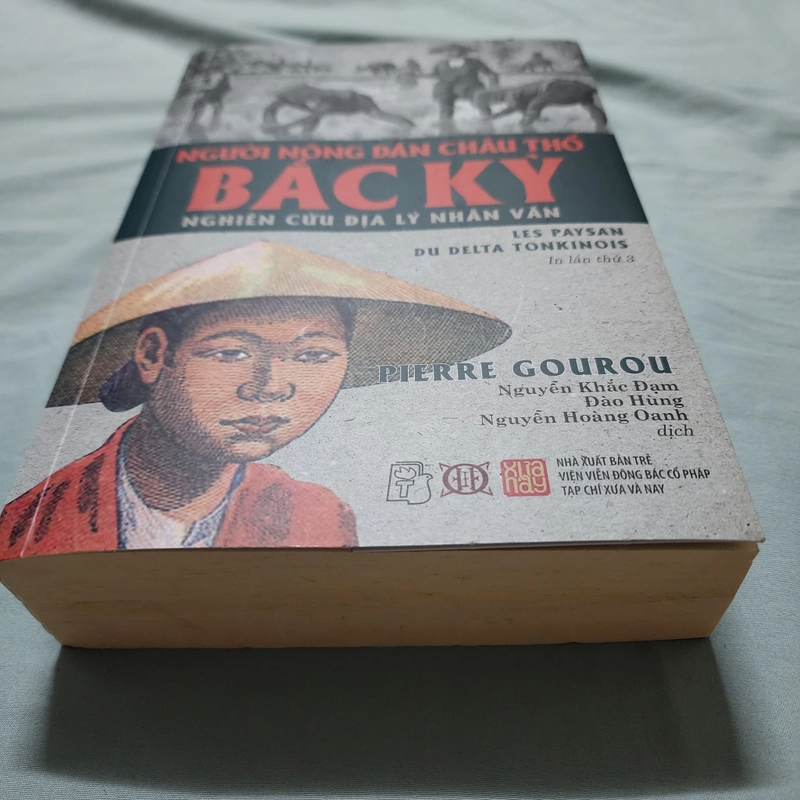 NGƯỜI NÔNG DÂN CHÂU THỔ
BẮC KỲ
NGHIÊN CỨU ĐỊA LÝ NHÂN VĂN
LES PAYSAN
DU DELTA TONKINOIS
In lần thứ 3
PIERRE GOUROU
Nguyễn Khắc Đạm
Đào Hùng
Nguyễn Hoàng Oanh
dịch
T
xưa
nay
NHÀ XUẤT BẢN TRẺ
VIỆN VIỄN ĐÔNG BÁC CỔ PHÁP
TẠP CHÍ XƯA VÀ NAY